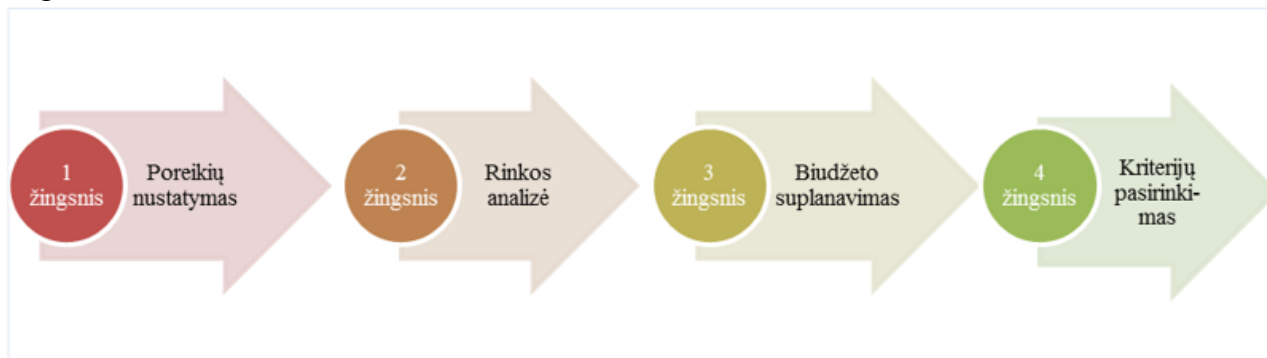 1
žingsnis
Poreikių
nustatymas
2
žingsnis
Rinkos
analizė
3
žingsnis
Biudžeto
suplanavimas
4
žingsnis
Kriterijų
pasirinki-
mas